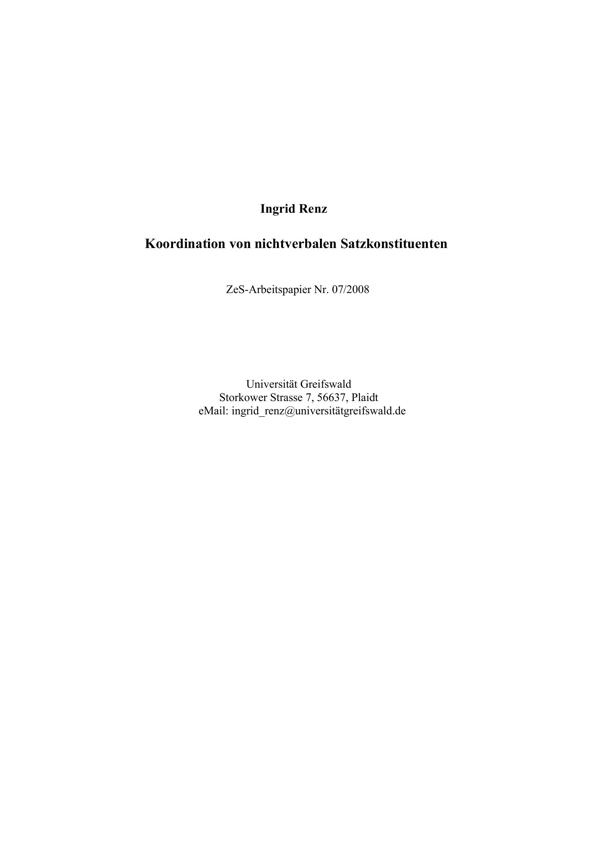 Ingrid Renz
Koordination von nichtverbalen Satzkonstituenten
ZeS-Arbeitspapier Nr. 07/2008
Universität Greifswald
Storkower Strasse 7, 56637, Plaidt
eMail: ingrid_renz@universitätgreifswald.de